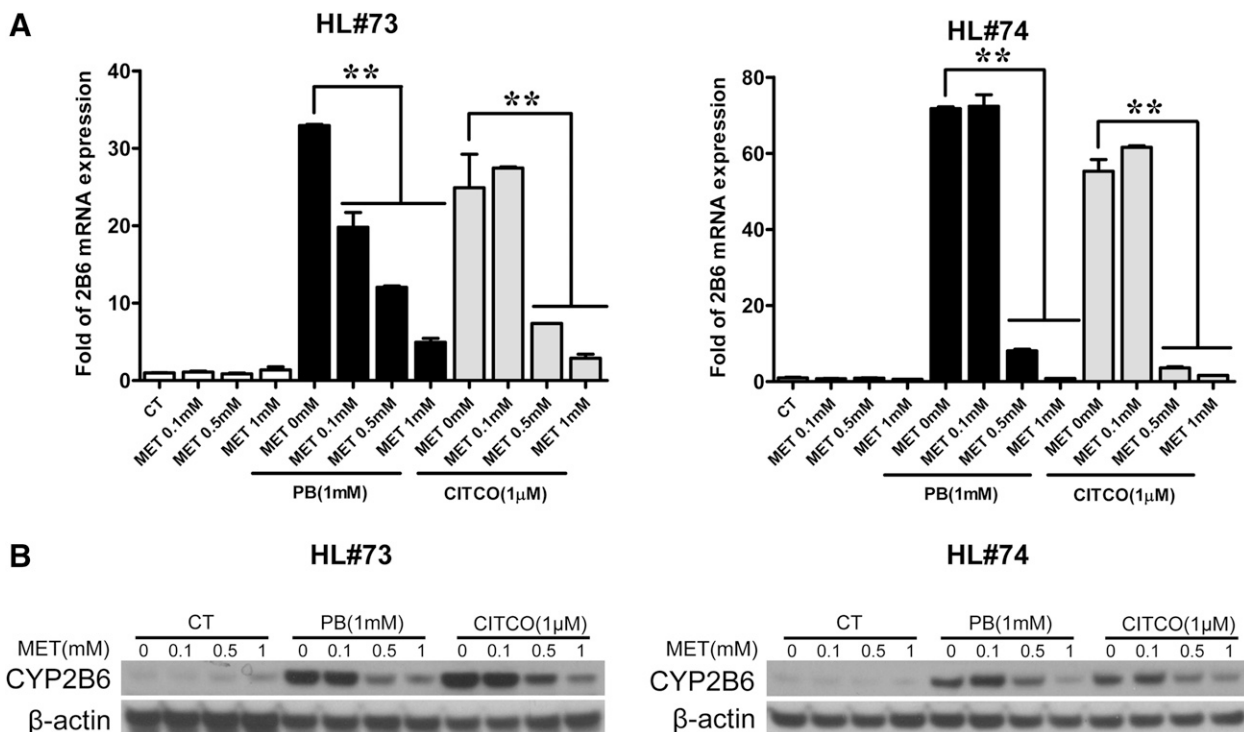 A
HL#73
Fold of 2B6 mRNA expression
40
30
20
10
0
**
**
CT
MET 0.1mM
MET 0.5mM
MET 1mM
MET 0mM
MET 0.1mM
MET 0.5mM
MET 1mM
MET 0mM
MET 0.1mM
MET 0.5mM
MET 1mM
PB(1mM)
CITCO(1μM)
HL#74
Fold of 2B6 mRNA expression
80
60
40
20
0
**
**
CT
MET 0.1mM
MET 0.5mM
MET 1mM
MET 0mM
MET 0.1mM
MET 0.5mM
MET 1mM
MET 0mM
MET 0.1mM
MET 0.5mM
MET 1mM
PB(1mM)
CITCO(1μM)
B
HL#73
CT PB(1mM) CITCO(1μM)
MET(mM) 0 0.1 0.5 1 0 0.1 0.5 1 0 0.1 0.5 1
CYP2B6
β-actin
HL#74
CT PB(1mM) CITCO(1μM)
0 0.1 0.5 1 0 0.1 0.5 1 0 0.1 0.5 1
CYP2B6
β-actin